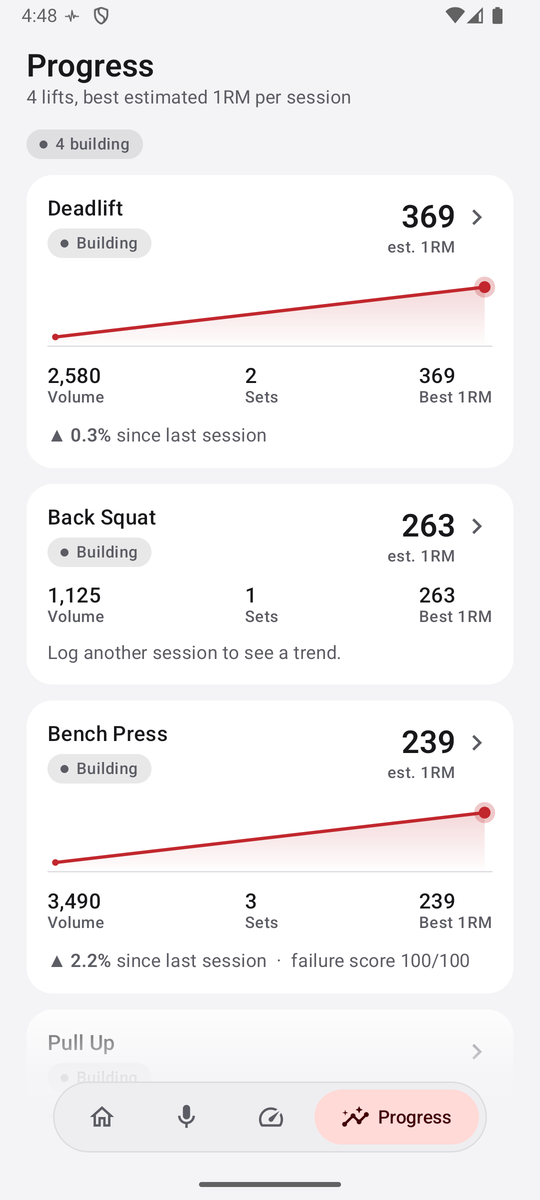 4:48
Progress
4 lifts, best estimated 1RM per session
• 4 building
Deadlift
369
• Building
est. 1RM
2,580
2
369
Volume
Sets
Best 1RM
▲ 0.3% since last session
Back Squat
263
• Building
est. 1RM
1,125
1
263
Volume
Sets
Best 1RM
Log another session to see a trend.
Bench Press
239
• Building
est. 1RM
3,490
3
239
Volume
Sets
Best 1RM
▲ 2.2% since last session · failure score 100/100
Pull Up
• Building
Progress